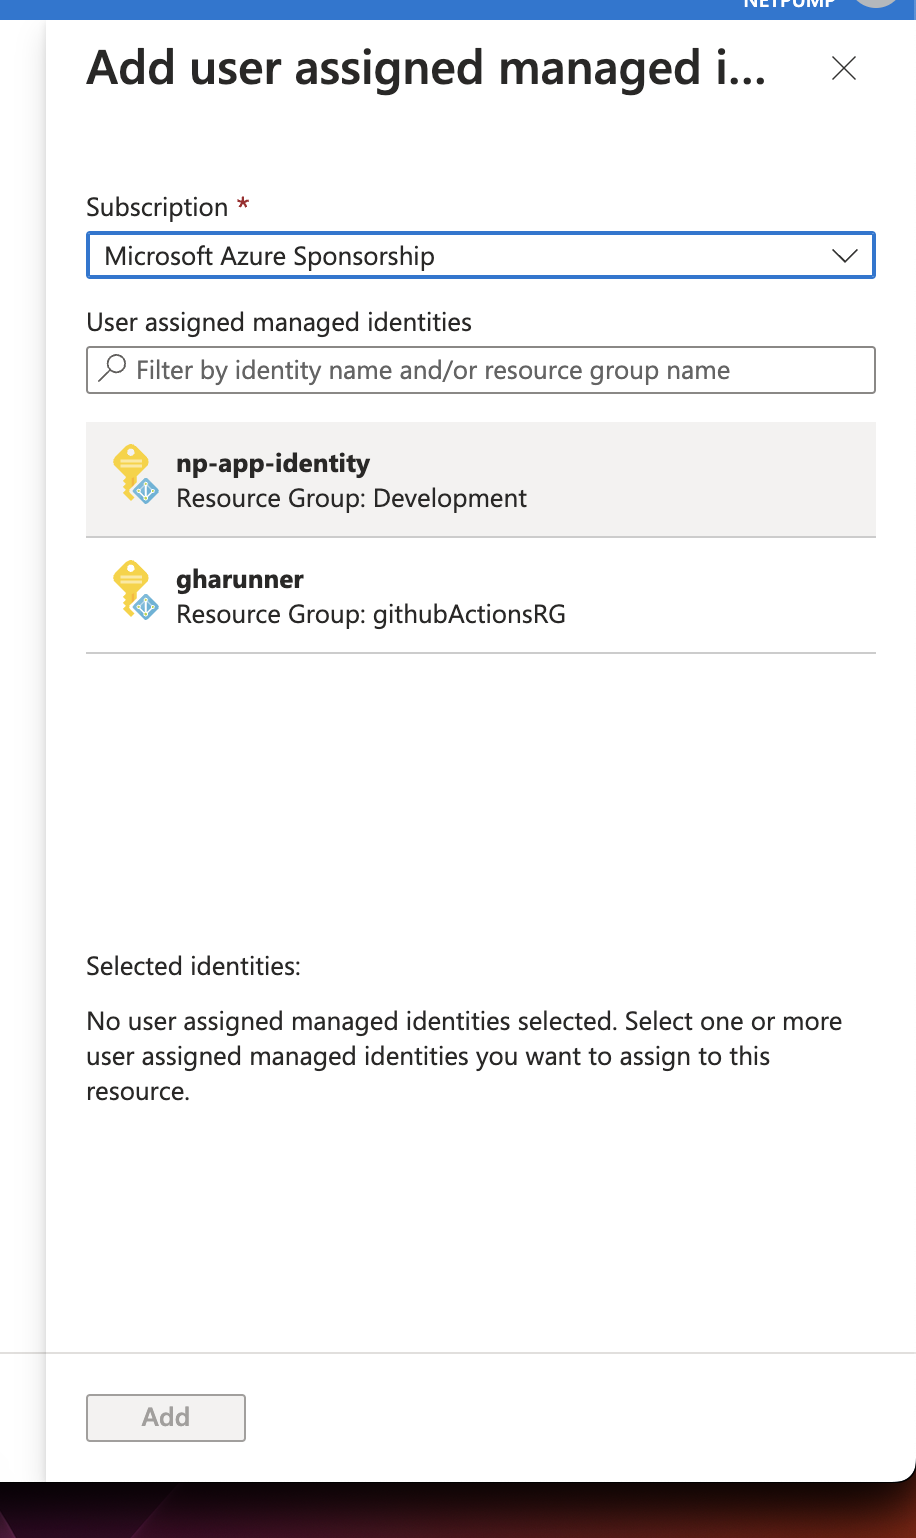 NETPUMP
Add user assigned managed i...
Subscription *
Microsoft Azure Sponsorship
User assigned managed identities
Filter by identity name and/or resource group name
np-app-identity
Resource Group: Development
gharunner
Resource Group: githubActionsRG
Selected identities:
No user assigned managed identities selected. Select one or more
user assigned managed identities you want to assign to this
resource.
Add